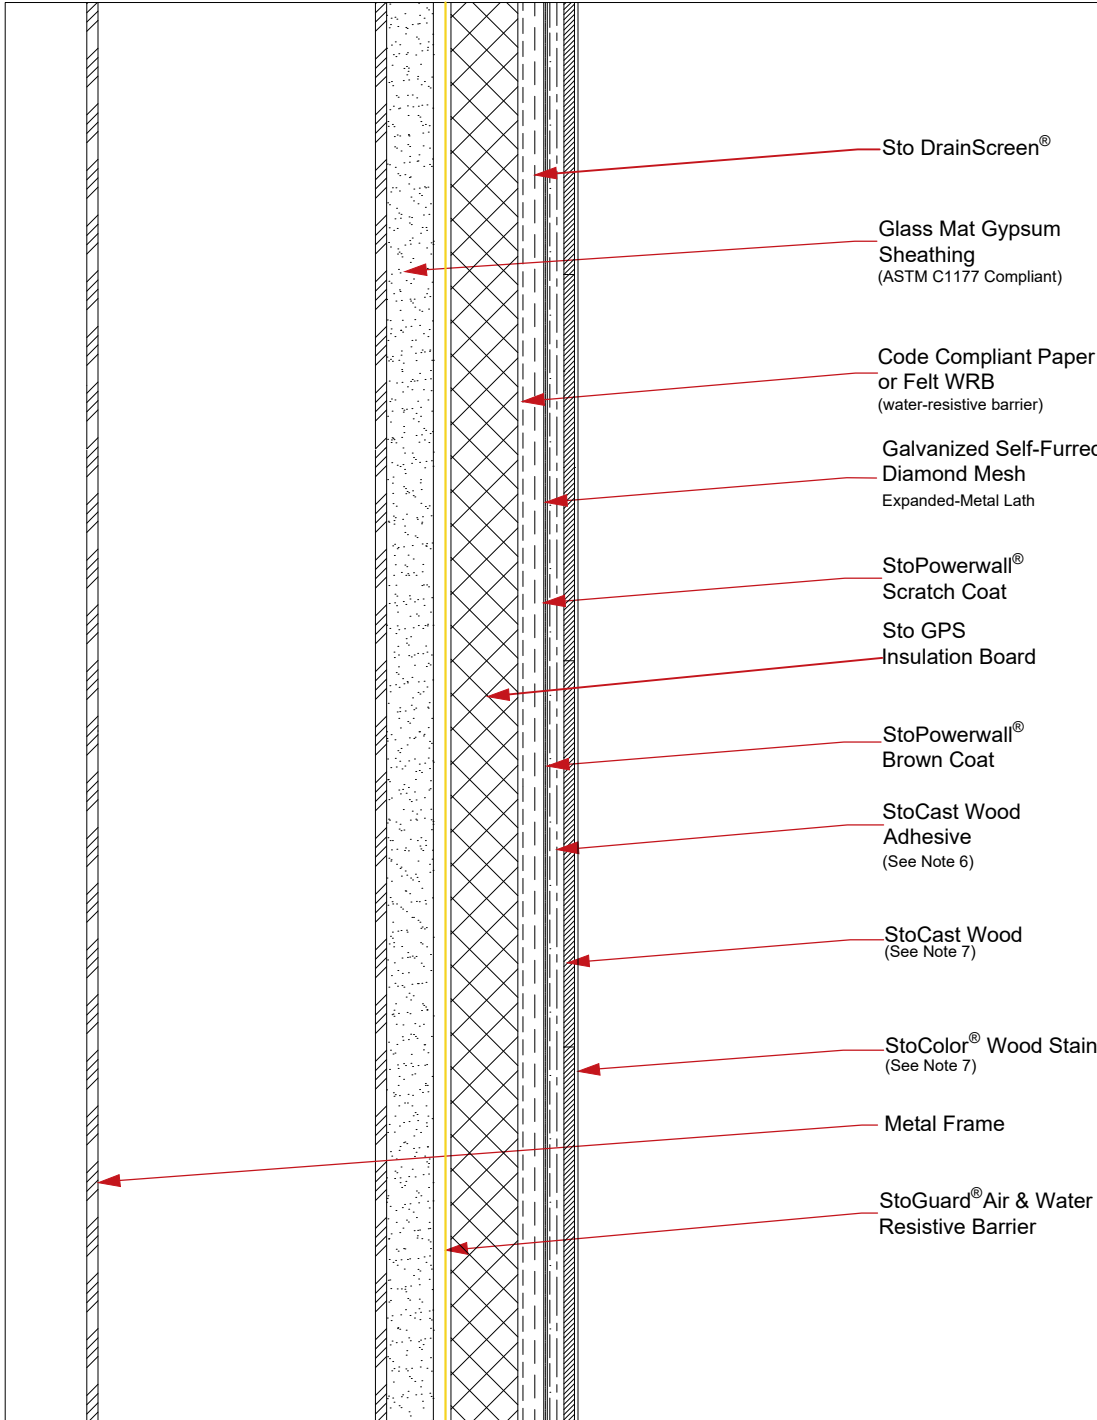 Sto DrainScreen®
Glass Mat Gypsum
Sheathing
(ASTM C1177 Compliant)
Code Compliant Paper
or Felt WRB
(water-resistive barrier)
Galvanized Self-Furred
Diamond Mesh
Expanded-Metal Lath
StoPowerwall®
Scratch Coat
Sto GPS
Insulation Board
StoPowerwall®
Brown Coat
StoCast Wood
Adhesive
(See Note 6)
StoCast Wood
(See Note 7)
StoColor® Wood Stain
(See Note 7)
Metal Frame
StoGuard® Air & Water
Resistive Barrier